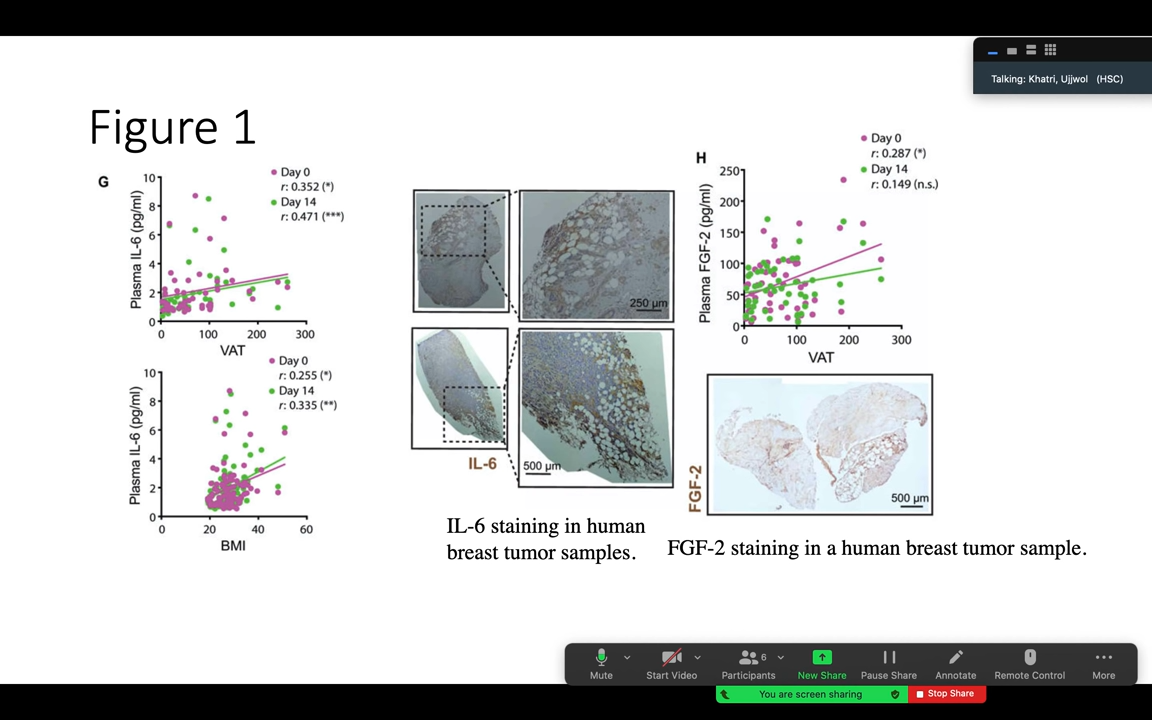 Talking: Khatri, Ujjwol (HSC)
Figure 1
G
Plasma IL-6 (pg/ml)
10
8
6
4
2
0
0
100
200
300
VAT
Day 0
r: 0.352 (*)
Day 14
r: 0.471 (***)
Plasma IL-6 (pg/ml)
10
8
6
4
2
0
0
20
40
60
BMI
Day 0
r: 0.255 (*)
Day 14
r: 0.335 (**)
250 µm
500 µm
IL-6
IL-6 staining in human
breast tumor samples.
H
Plasma FGF-2 (pg/ml)
250
200
150
100
50
0
0
100
200
300
VAT
Day 0
r: 0.287 (*)
Day 14
r: 0.149 (n.s.)
FGF-2
500 µm
FGF-2 staining in a human breast tumor sample.
Mute
Start Video
6
Participants
New Share
Pause Share
Annotate
Remote Control
More
You are screen sharing
Stop Share